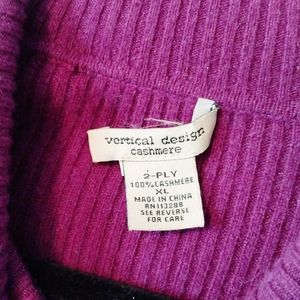 vertical design
cashmere
2-PLY
100% CASHMERE
XL
MADE IN CHINA
RN113288
SEE REVERSE
FOR CARE